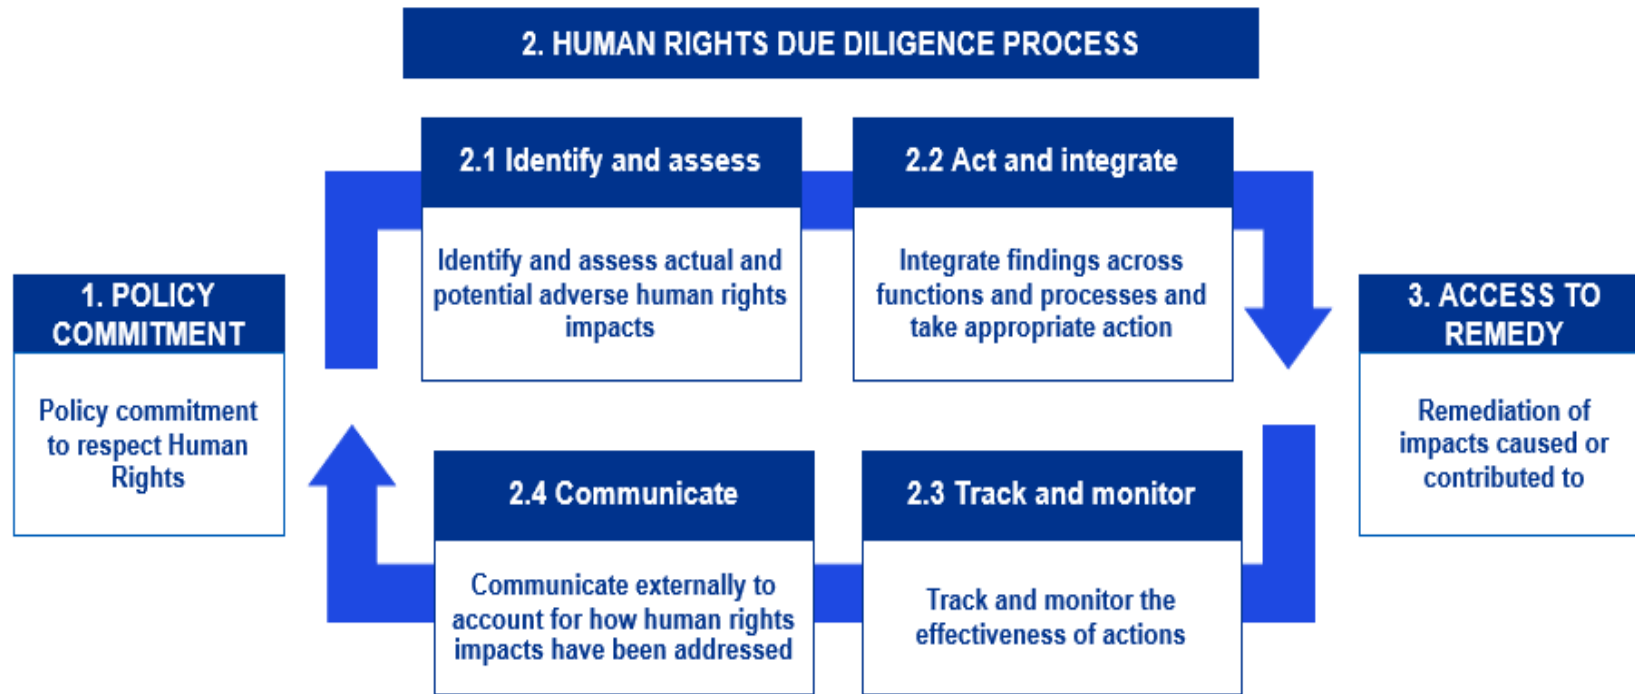 2. HUMAN RIGHTS DUE DILIGENCE PROCESS
1. POLICY
COMMITMENT
Policy commitment
to respect Human
Rights
2.1 Identify and assess
Identify and assess actual and
potential adverse human rights
impacts
2.2 Act and integrate
Integrate findings across
functions and processes and
take appropriate action
2.3 Track and monitor
Track and monitor the
effectiveness of actions
2.4 Communicate
Communicate externally to
account for how human rights
impacts have been addressed
3. ACCESS TO
REMEDY
Remediation of
impacts caused or
contributed to